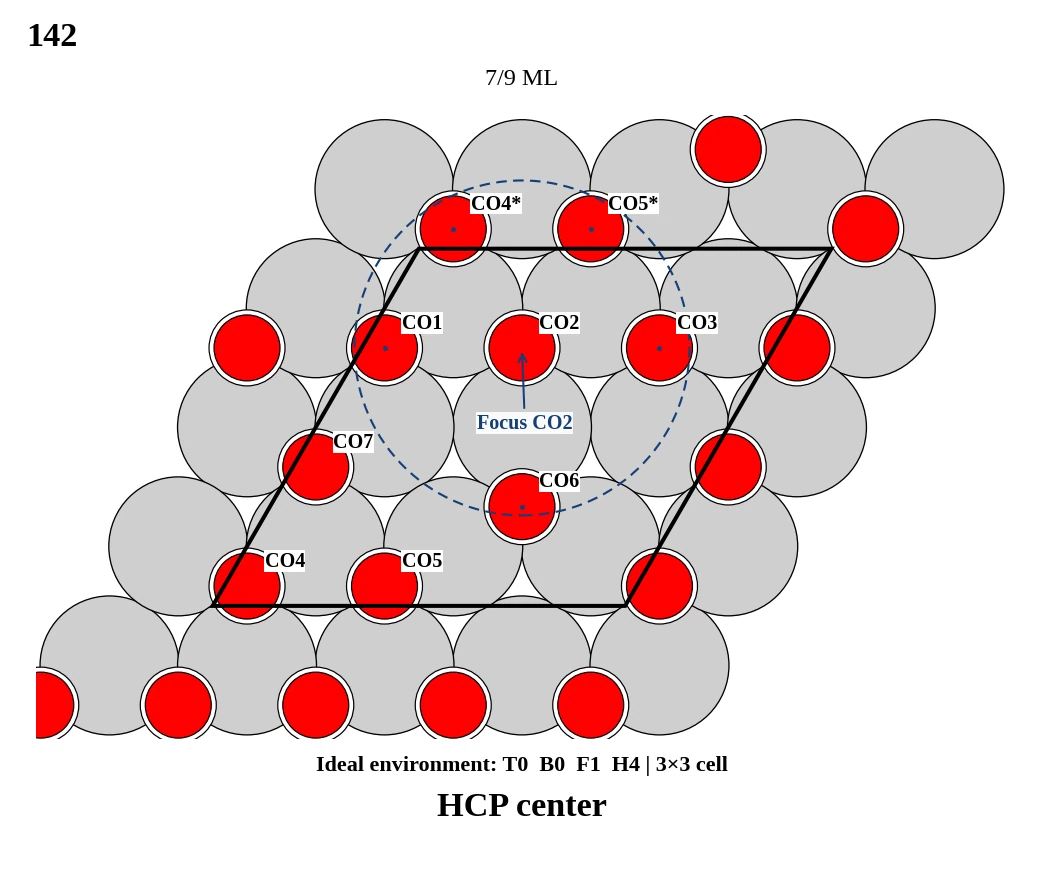 142
7/9 ML
CO4* CO5*
CO1 CO2 CO3
Focus CO2
CO7
CO6
CO4 CO5
Ideal environment: T0 B0 F1 H4 | 3×3 cell
HCP center